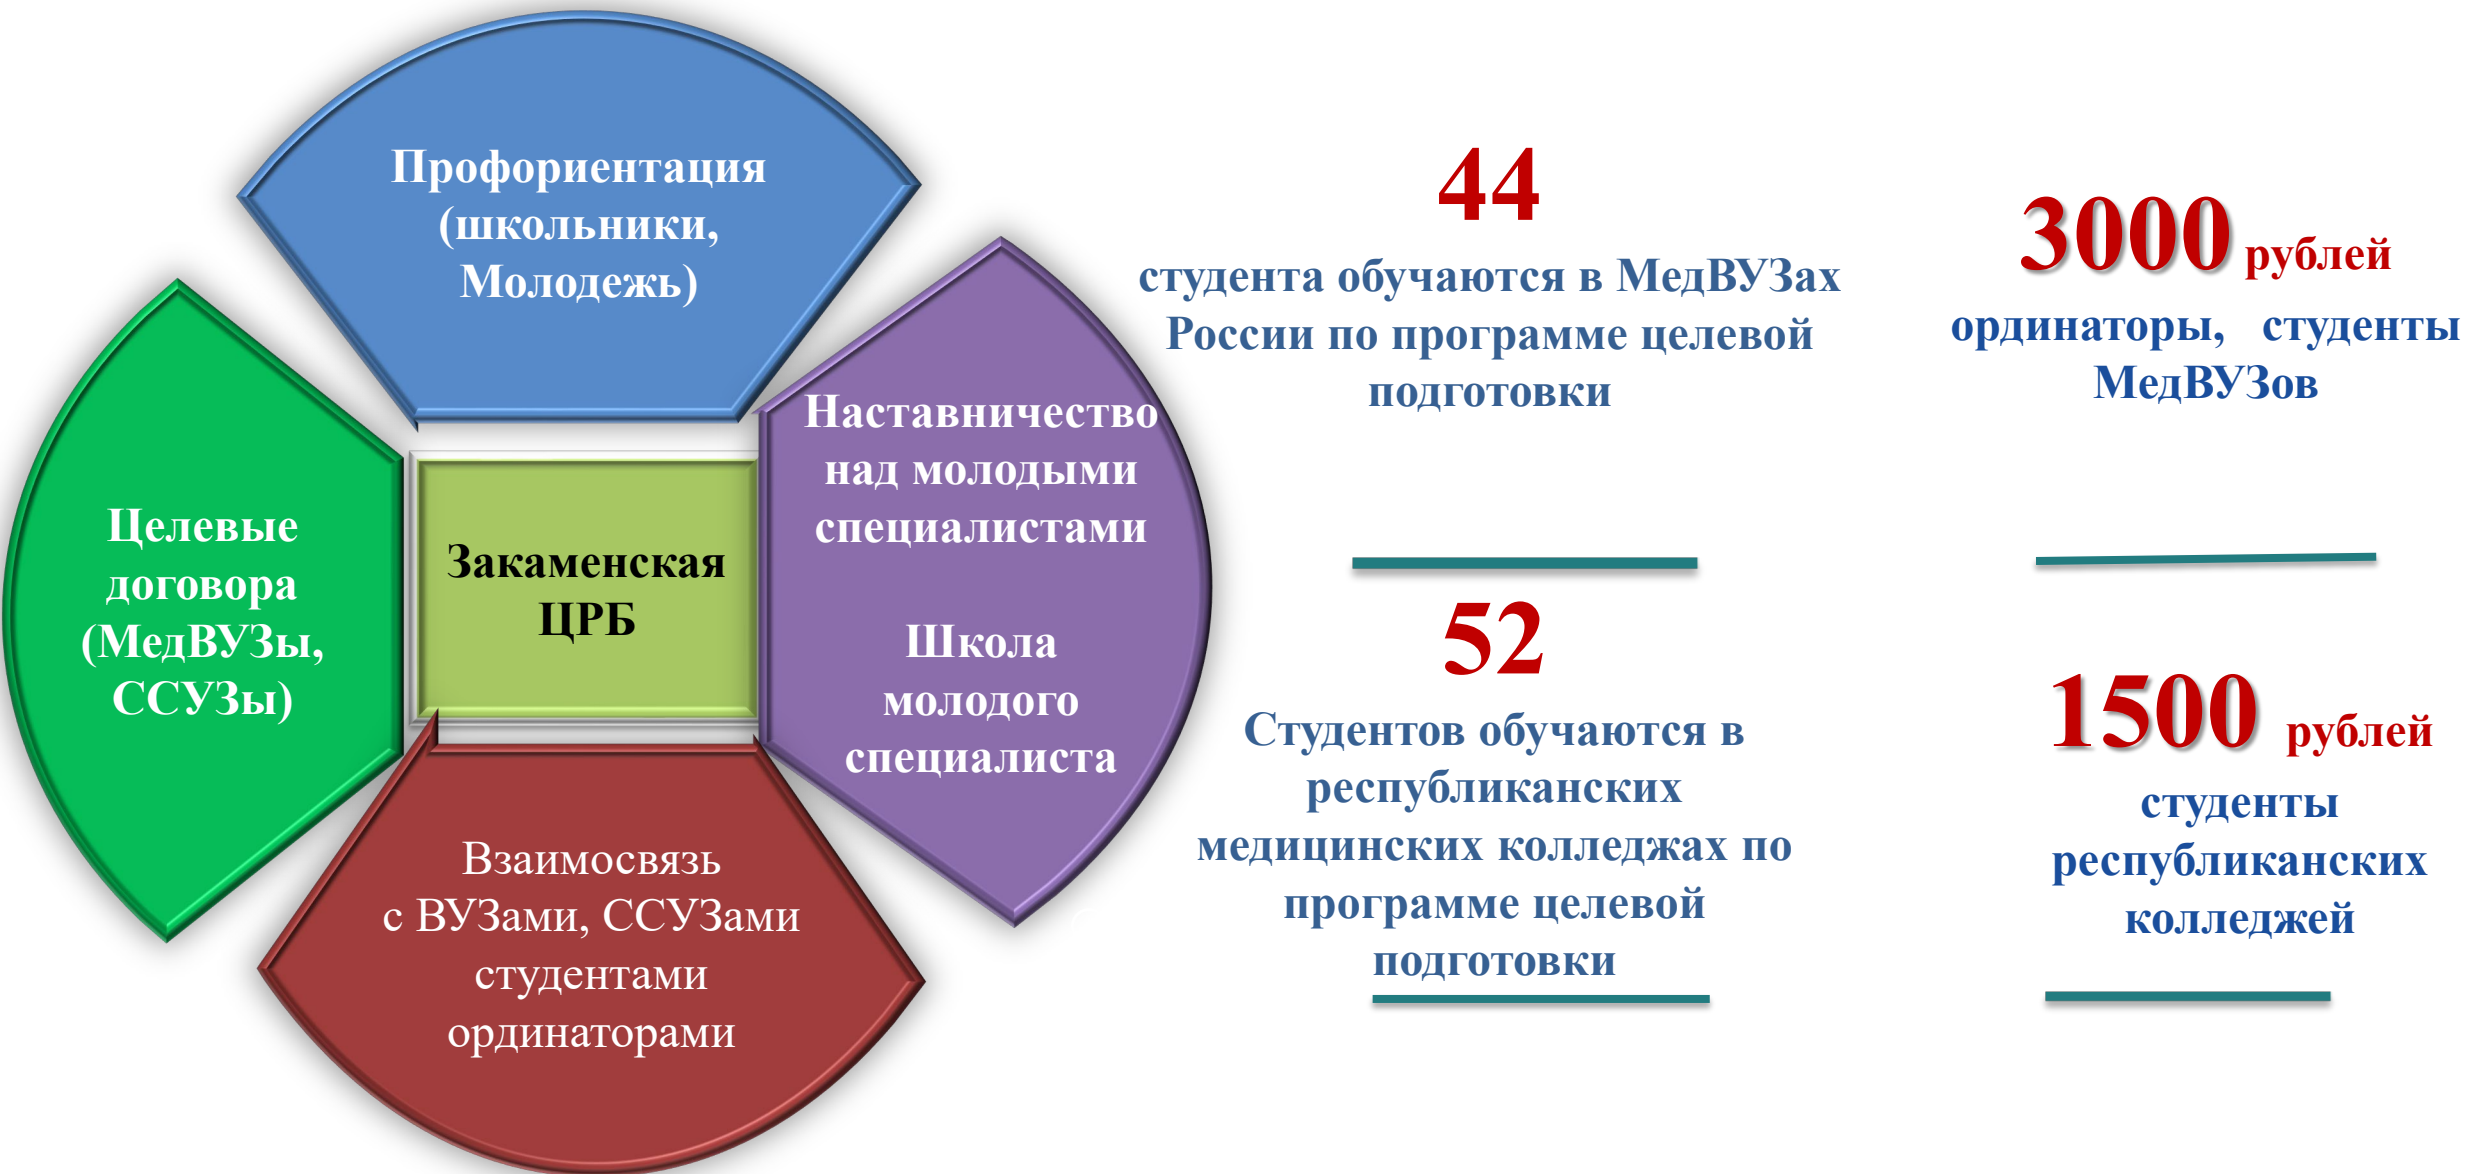 Профориентация
(школьники,
Молодежь)
Целевые
договора
(МедВУЗы,
ССУЗы)
Закаменская
ЦРБ
Наставничество
над молодыми
специалистами
Школа
молодого
специалиста
Взаимосвязь
с ВУЗами, ССУЗами
студентами
ординаторами
44
студента обучаются в МедВУЗах
России по программе целевой
подготовки
52
Студентов обучаются в
республиканских
медицинских колледжах по
программе целевой
подготовки
3000 рублей
ординаторы, студенты
МедВУЗов
1500 рублей
студенты
республиканских
колледжей